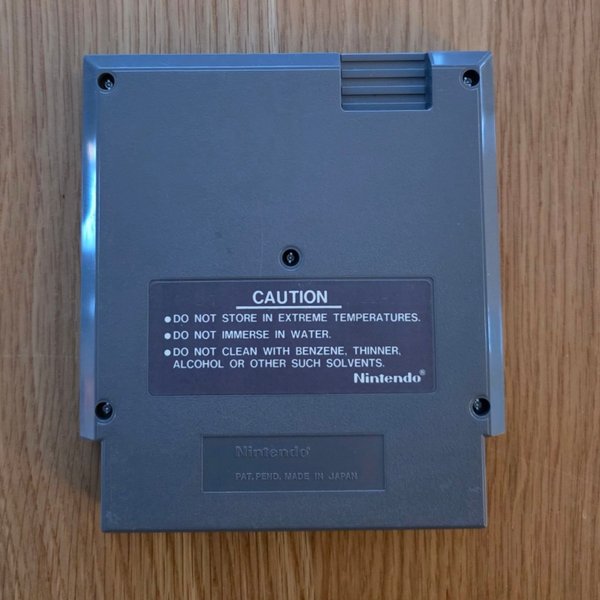 CAUTION
•DO NOT STORE IN EXTREME TEMPERATURES.
•DO NOT IMMERSE IN WATER.
•DO NOT CLEAN WITH BENZENE, THINNER,
ALCOHOL OR OTHER SUCH SOLVENTS.
Nintendo®
Nintendo®
PAT. PEND. MADE IN JAPAN